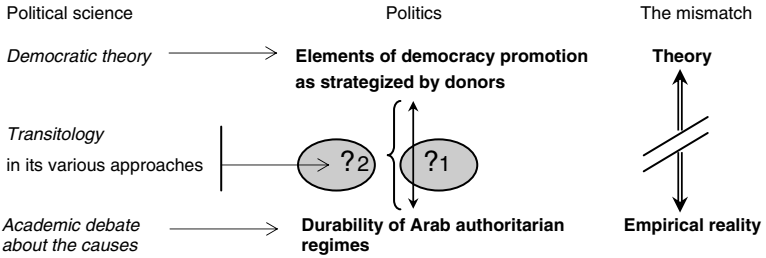 Political science
Politics
The mismatch
Democratic theory
Elements of democracy promotion
as strategized by donors
Theory
Transitology
in its various approaches
?2
?1
Academic debate
about the causes
Durability of Arab authoritarian
regimes
Empirical reality